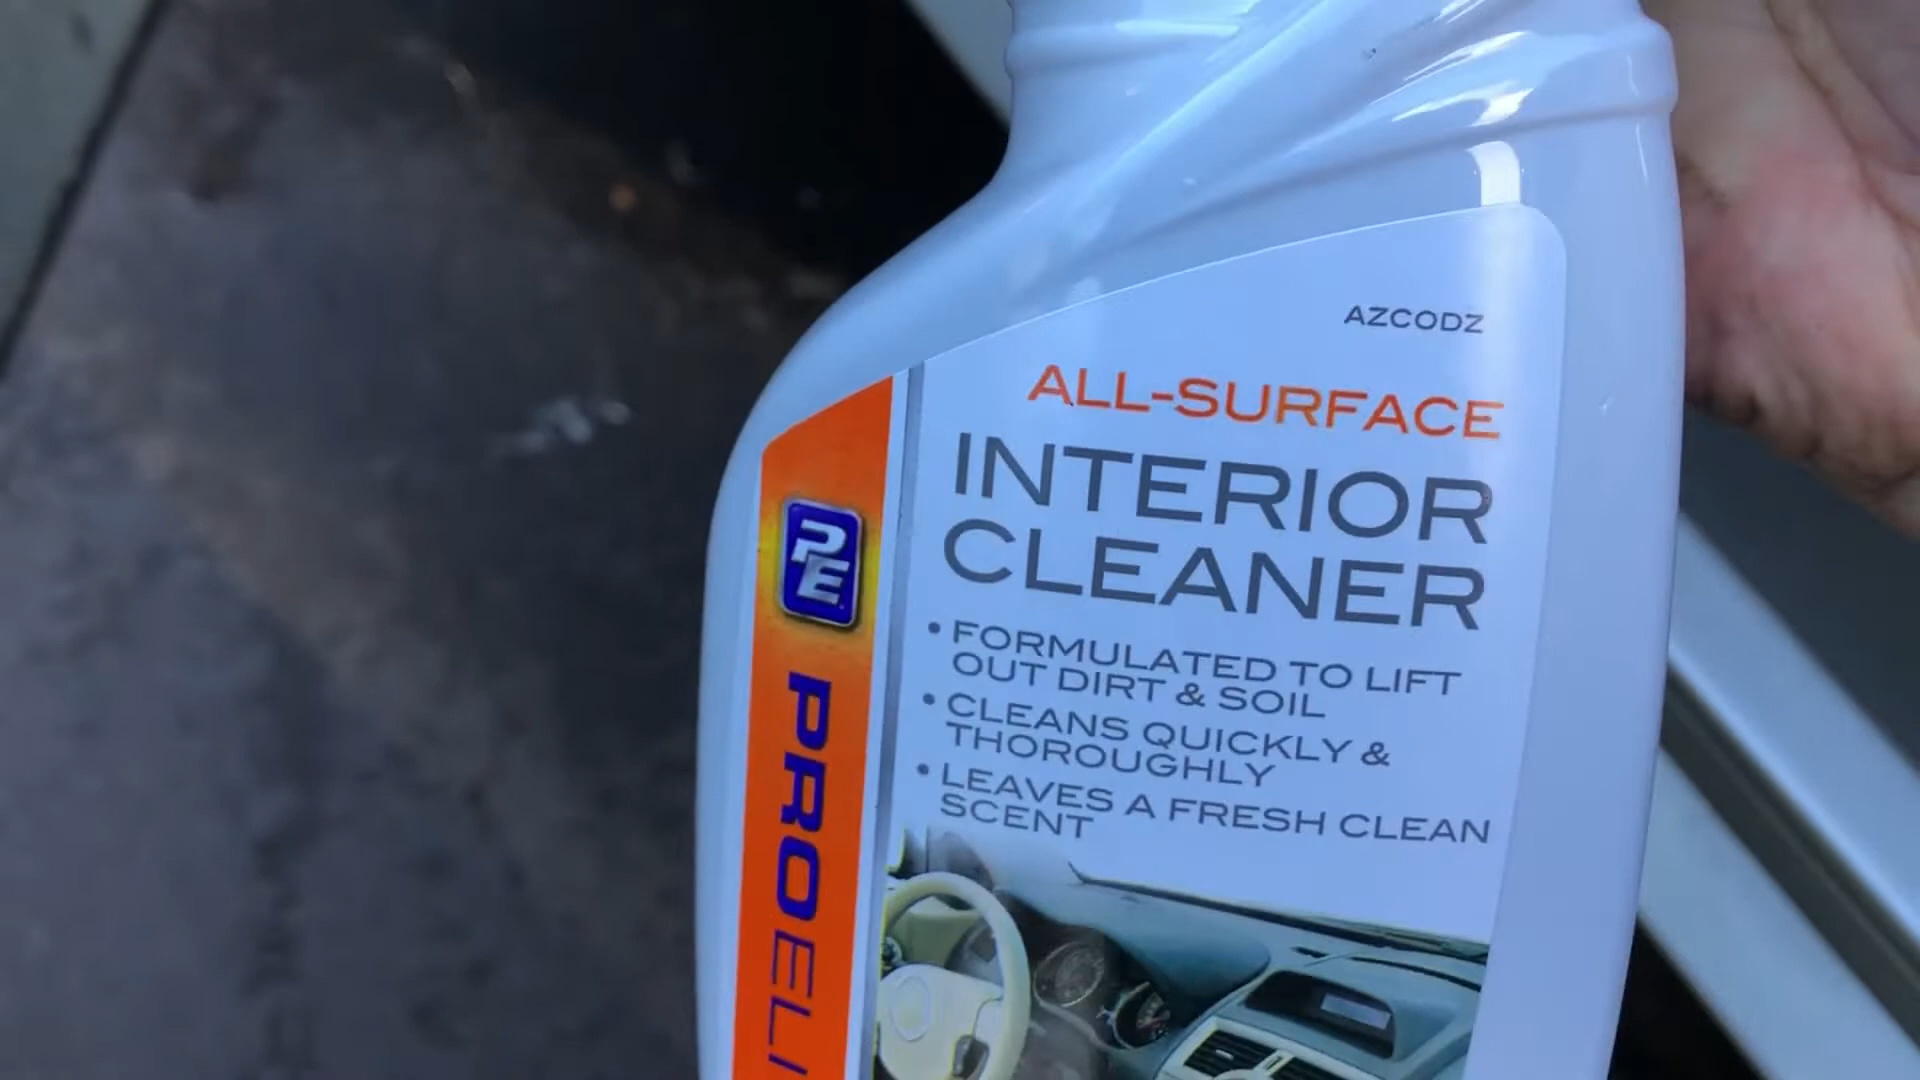 AZCODZ
ALL-SURFACE
INTERIOR
CLEANER
• FORMULATED TO LIFT
OUT DIRT & SOIL
• CLEANS QUICKLY &
THOROUGHLY
• LEAVES A FRESH CLEAN
SCENT
PE
PROELI